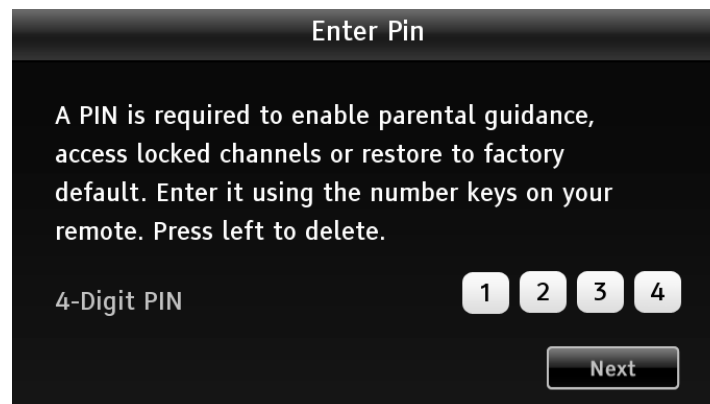 Enter Pin
A PIN is required to enable parental guidance,
access locked channels or restore to factory
default. Enter it using the number keys on your
remote. Press left to delete.
4-Digit PIN 1 2 3 4
Next